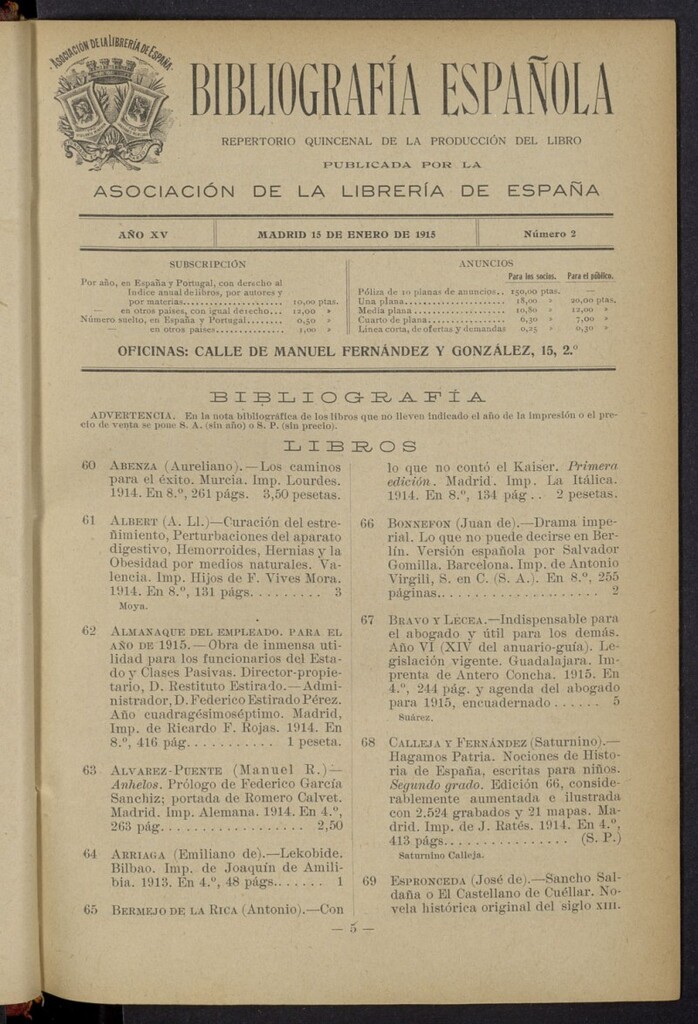 ASOCIACIÓN DE LA LIBRERÍA DE ESPAÑA
BIBLIOGRAFÍA ESPAÑOLA
REPERTORIO QUINCENAL DE LA PRODUCCIÓN DEL LIBRO
PUBLICADA POR LA
ASOCIACIÓN DE LA LIBRERÍA DE ESPAÑA
AÑO XV MADRID 15 DE ENERO DE 1915 Número 2
SUBSCRIPCIÓN
Por año, en España y Portugal, con derecho al
Indice anual de libros, por autores y
por materias................ 10,00 ptas.
— en otros países, con igual derecho... 12,00 »
Número suelto, en España y Portugal....... 0,50 »
— en otros países............ 1,00 »
ANUNCIOS
Para los socios. Para el público.
Póliza de 10 planas de anuncios.. 150,00 ptas. —
Una plana.................... 18,00 » 20,00 ptas.
Media plana.................. 10,80 » 12,00 »
Cuarto de plana.............. 6,30 » 7,00 »
Línea corta, de ofertas y demandas 0,25 » 0,30 »
OFICINAS: CALLE DE MANUEL FERNÁNDEZ Y GONZÁLEZ, 15, 2.º
BIBLIOGRAFÍA
ADVERTENCIA. En la nota bibliográfica de los libros que no lleven indicado el año de la impresión o el pre-
cio de venta se pone S. A. (sin año) o S. P. (sin precio).
LIBROS
60 ABENZA (Aureliano).—Los caminos
para el éxito. Murcia. Imp. Lourdes.
1914. En 8.º, 261 págs. 3,50 pesetas.
61 ALBERT (A. Ll.)—Curación del estre-
ñimiento, Perturbaciones del aparato
digestivo, Hemorroides, Hernias y la
Obesidad por medios naturales. Va-
lencia. Imp. Hijos de F. Vives Mora.
1914. En 8.º, 131 págs. ........ 3
Moya.
62 ALMANAQUE DEL EMPLEADO. PARA EL
AÑO DE 1915.—Obra de inmensa uti-
lidad para los funcionarios del Esta-
do y Clases Pasivas. Director-propie-
tario, D. Restituto Estirado.—Admi-
nistrador, D. Federico Estirado Pérez.
Año cuadragésimoséptimo. Madrid,
Imp. de Ricardo F. Rojas. 1914. En
8.º, 416 pág........... 1 peseta.
63 ALVAREZ-PUENTE (Manuel R.)—
Anhelos. Prólogo de Federico García
Sanchiz; portada de Romero Calvet.
Madrid. Imp. Alemana. 1914. En 4.º,
263 pág............... 2,50
64 ARRIAGA (Emiliano de).—Lekobide.
Bilbao. Imp. de Joaquín de Amili-
bia. 1913. En 4.º, 48 págs....... 1
65 BERMEJO DE LA RICA (Antonio).—Con
lo que no contó el Kaiser. Primera
edición. Madrid. Imp. La Itálica.
1914. En 8.º, 134 pág .. 2 pesetas.
66 BONNEFON (Juan de).—Drama impe-
rial. Lo que no puede decirse en Ber-
lín. Versión española por Salvador
Gomilla. Barcelona. Imp. de Antonio
Virgili, S. en C. (S. A.). En 8.º, 255
páginas.................. 2
67 BRAVO Y LECEA.—Indispensable para
el abogado y útil para los demás.
Año VI (XIV del anuario-guía). Le-
gislación vigente. Guadalajara. Im-
prenta de Antero Concha. 1915. En
4.º, 244 pág. y agenda del abogado
para 1915, encuadernado ...... 5
Suárez.
68 CALLEJA Y FERNÁNDEZ (Saturnino).—
Hagamos Patria. Nociones de Histo-
ria de España, escritas para niños.
Segundo grado. Edición 66, conside-
rablemente aumentada e ilustrada
con 2.524 grabados y 21 mapas. Ma-
drid. Imp. de J. Ratés. 1914. En 4.º,
413 págs............... (S. P.)
Saturnino Calleja.
69 ESPRONCEDA (José de).—Sancho Sal-
daña o El Castellano de Cuéllar. No-
vela histórica original del siglo XIII.
— 5 —